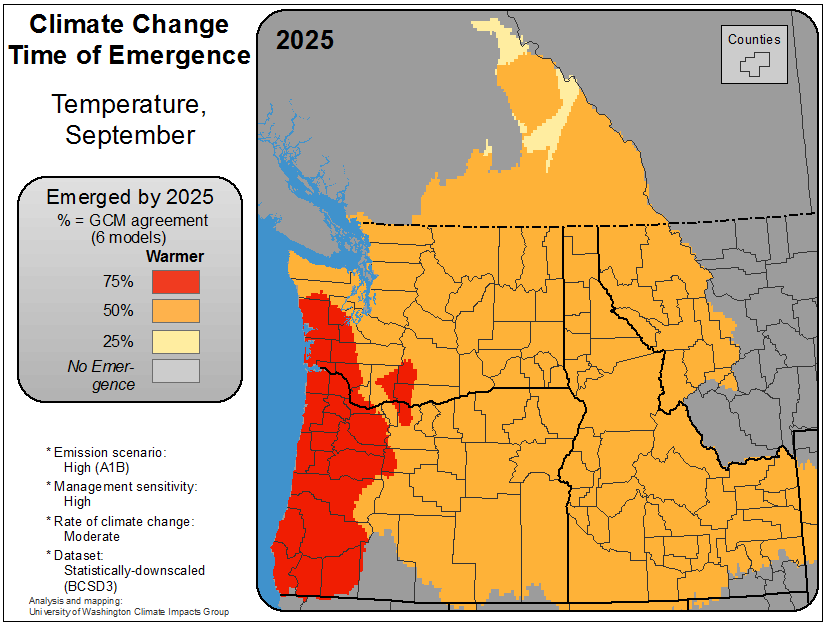 Climate Change
Time of Emergence
Temperature,
September
Emerged by 2025
% = GCM agreement
(6 models)
Warmer
75%
50%
25%
No Emer-
gence
* Emission scenario:
High (A1B)
* Management sensitivity:
High
* Rate of climate change:
Moderate
* Dataset:
Statistically-downscaled
(BCSD3)
Analysis and mapping:
University of Washington Climate Impacts Group
2025
Counties